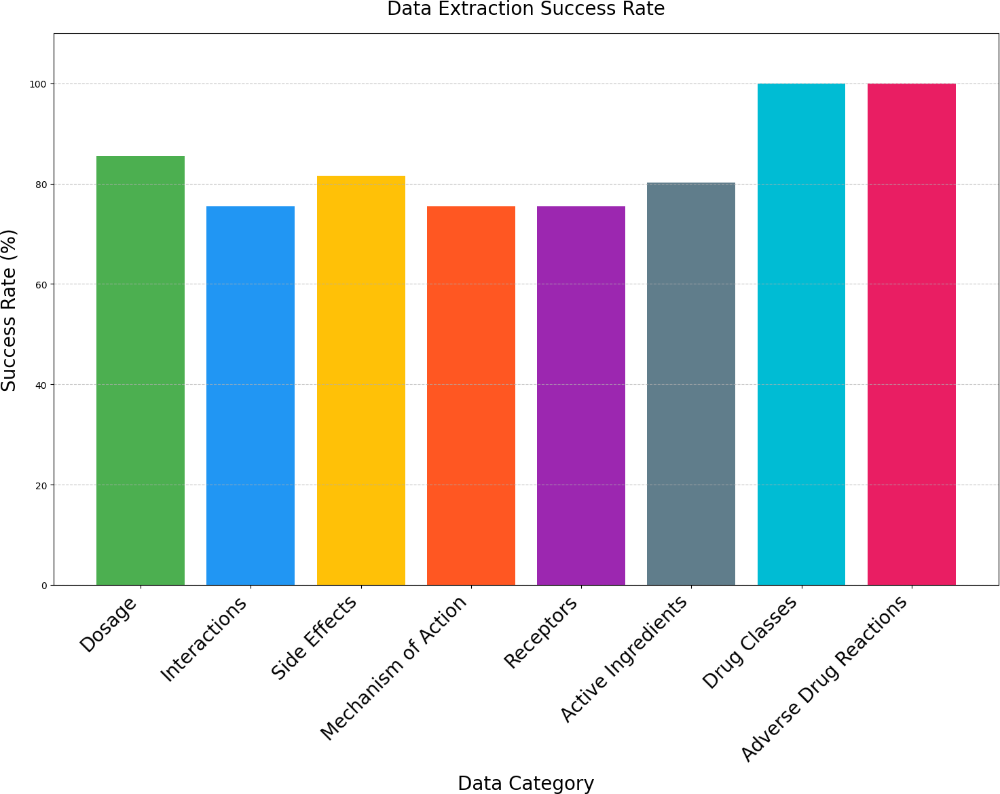 Data Extraction Success Rate
100
80
60
40
20
0
Success Rate (%)
Dosage
Interactions
Side Effects
Mechanism of Action
Receptors
Active Ingredients
Drug Classes
Adverse Drug Reactions
Data Category